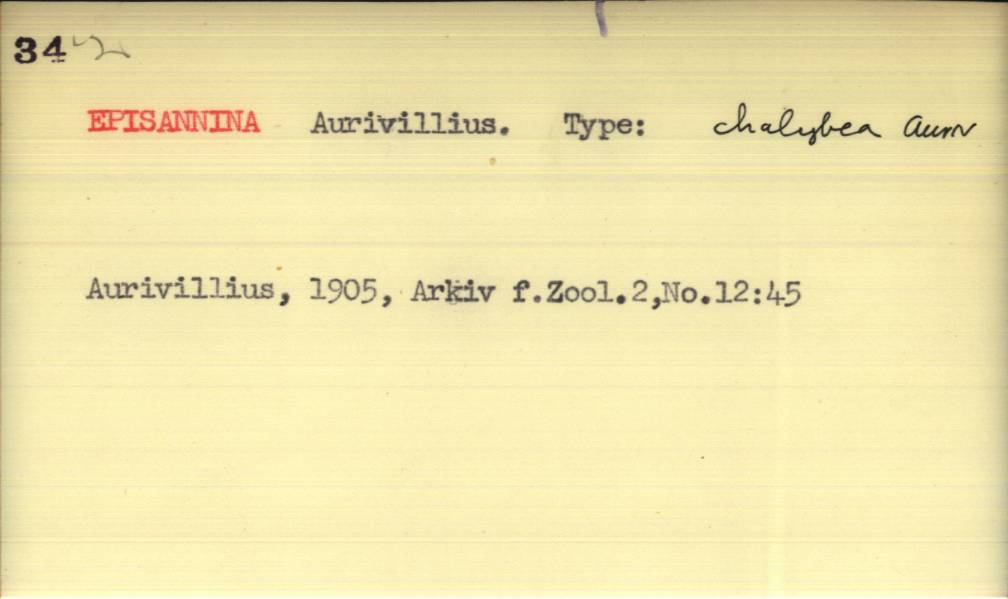 34
EPISANNINA Aurivillius. Type: chalybea Auriv
Aurivillius, 1905, Arkiv f.Zool.2,No.12:45